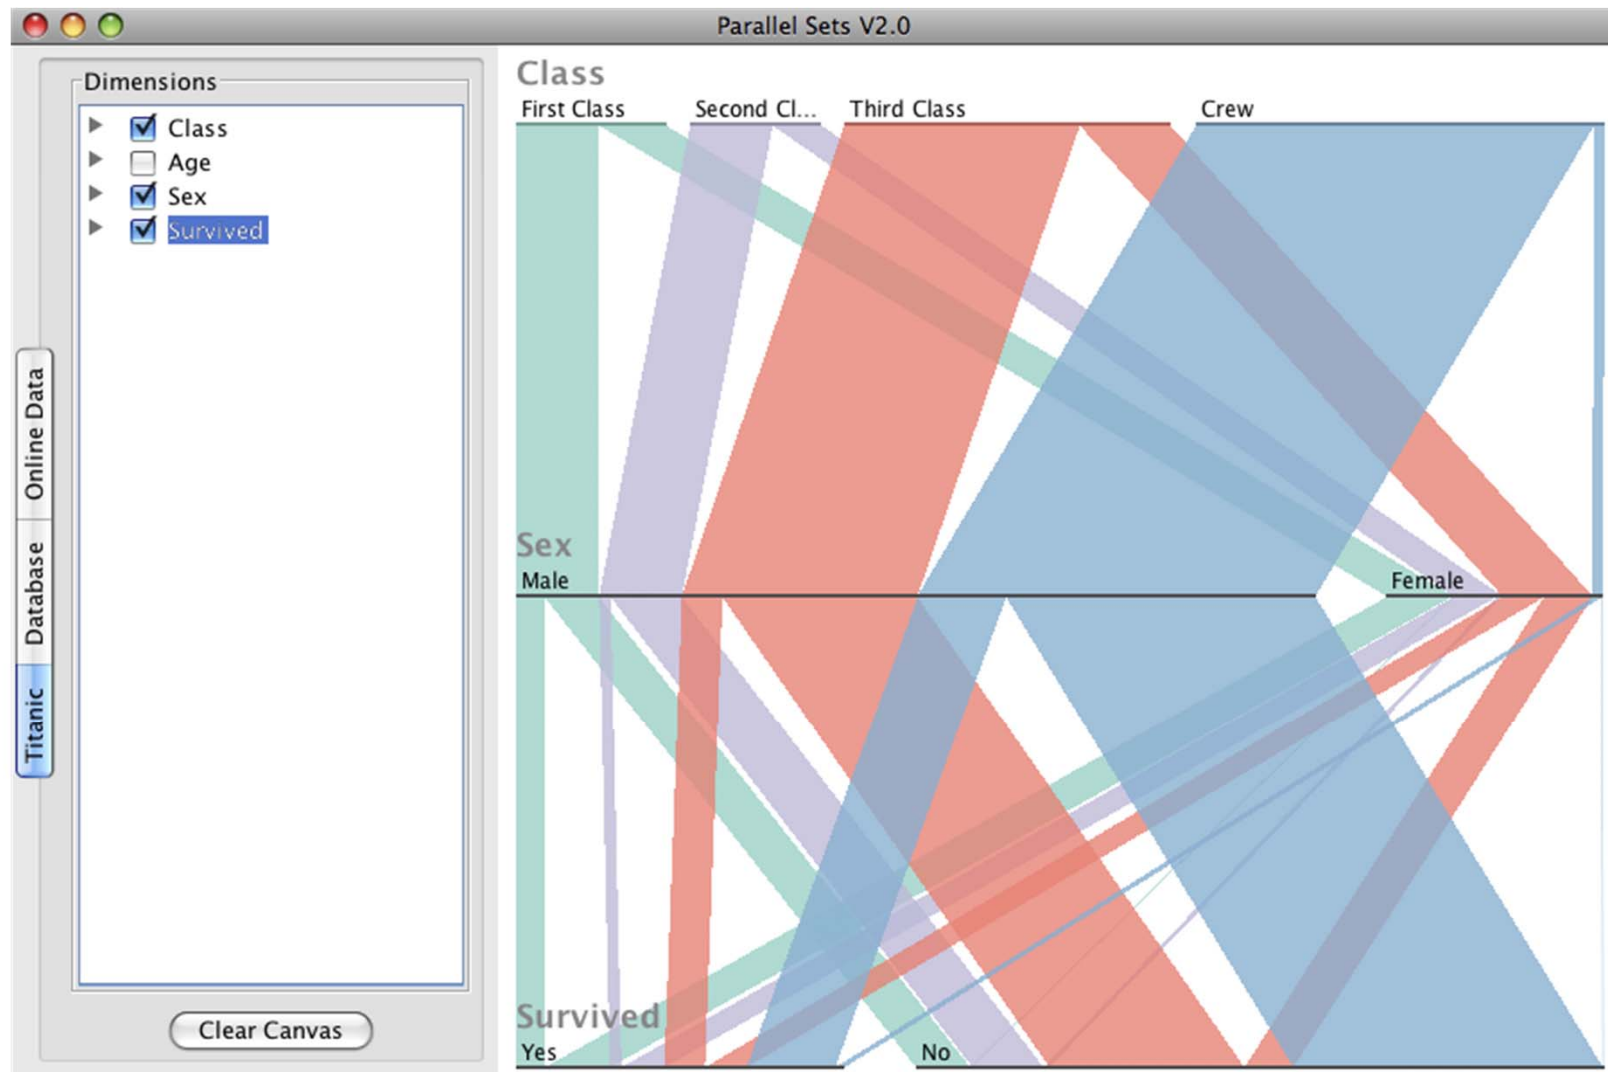 Parallel Sets V2.0
Dimensions
Class
Age
Sex
Survived
Online Data
Database
Titanic
Clear Canvas
Class
First Class Second Cl... Third Class Crew
Sex
Male Female
Survived
Yes No